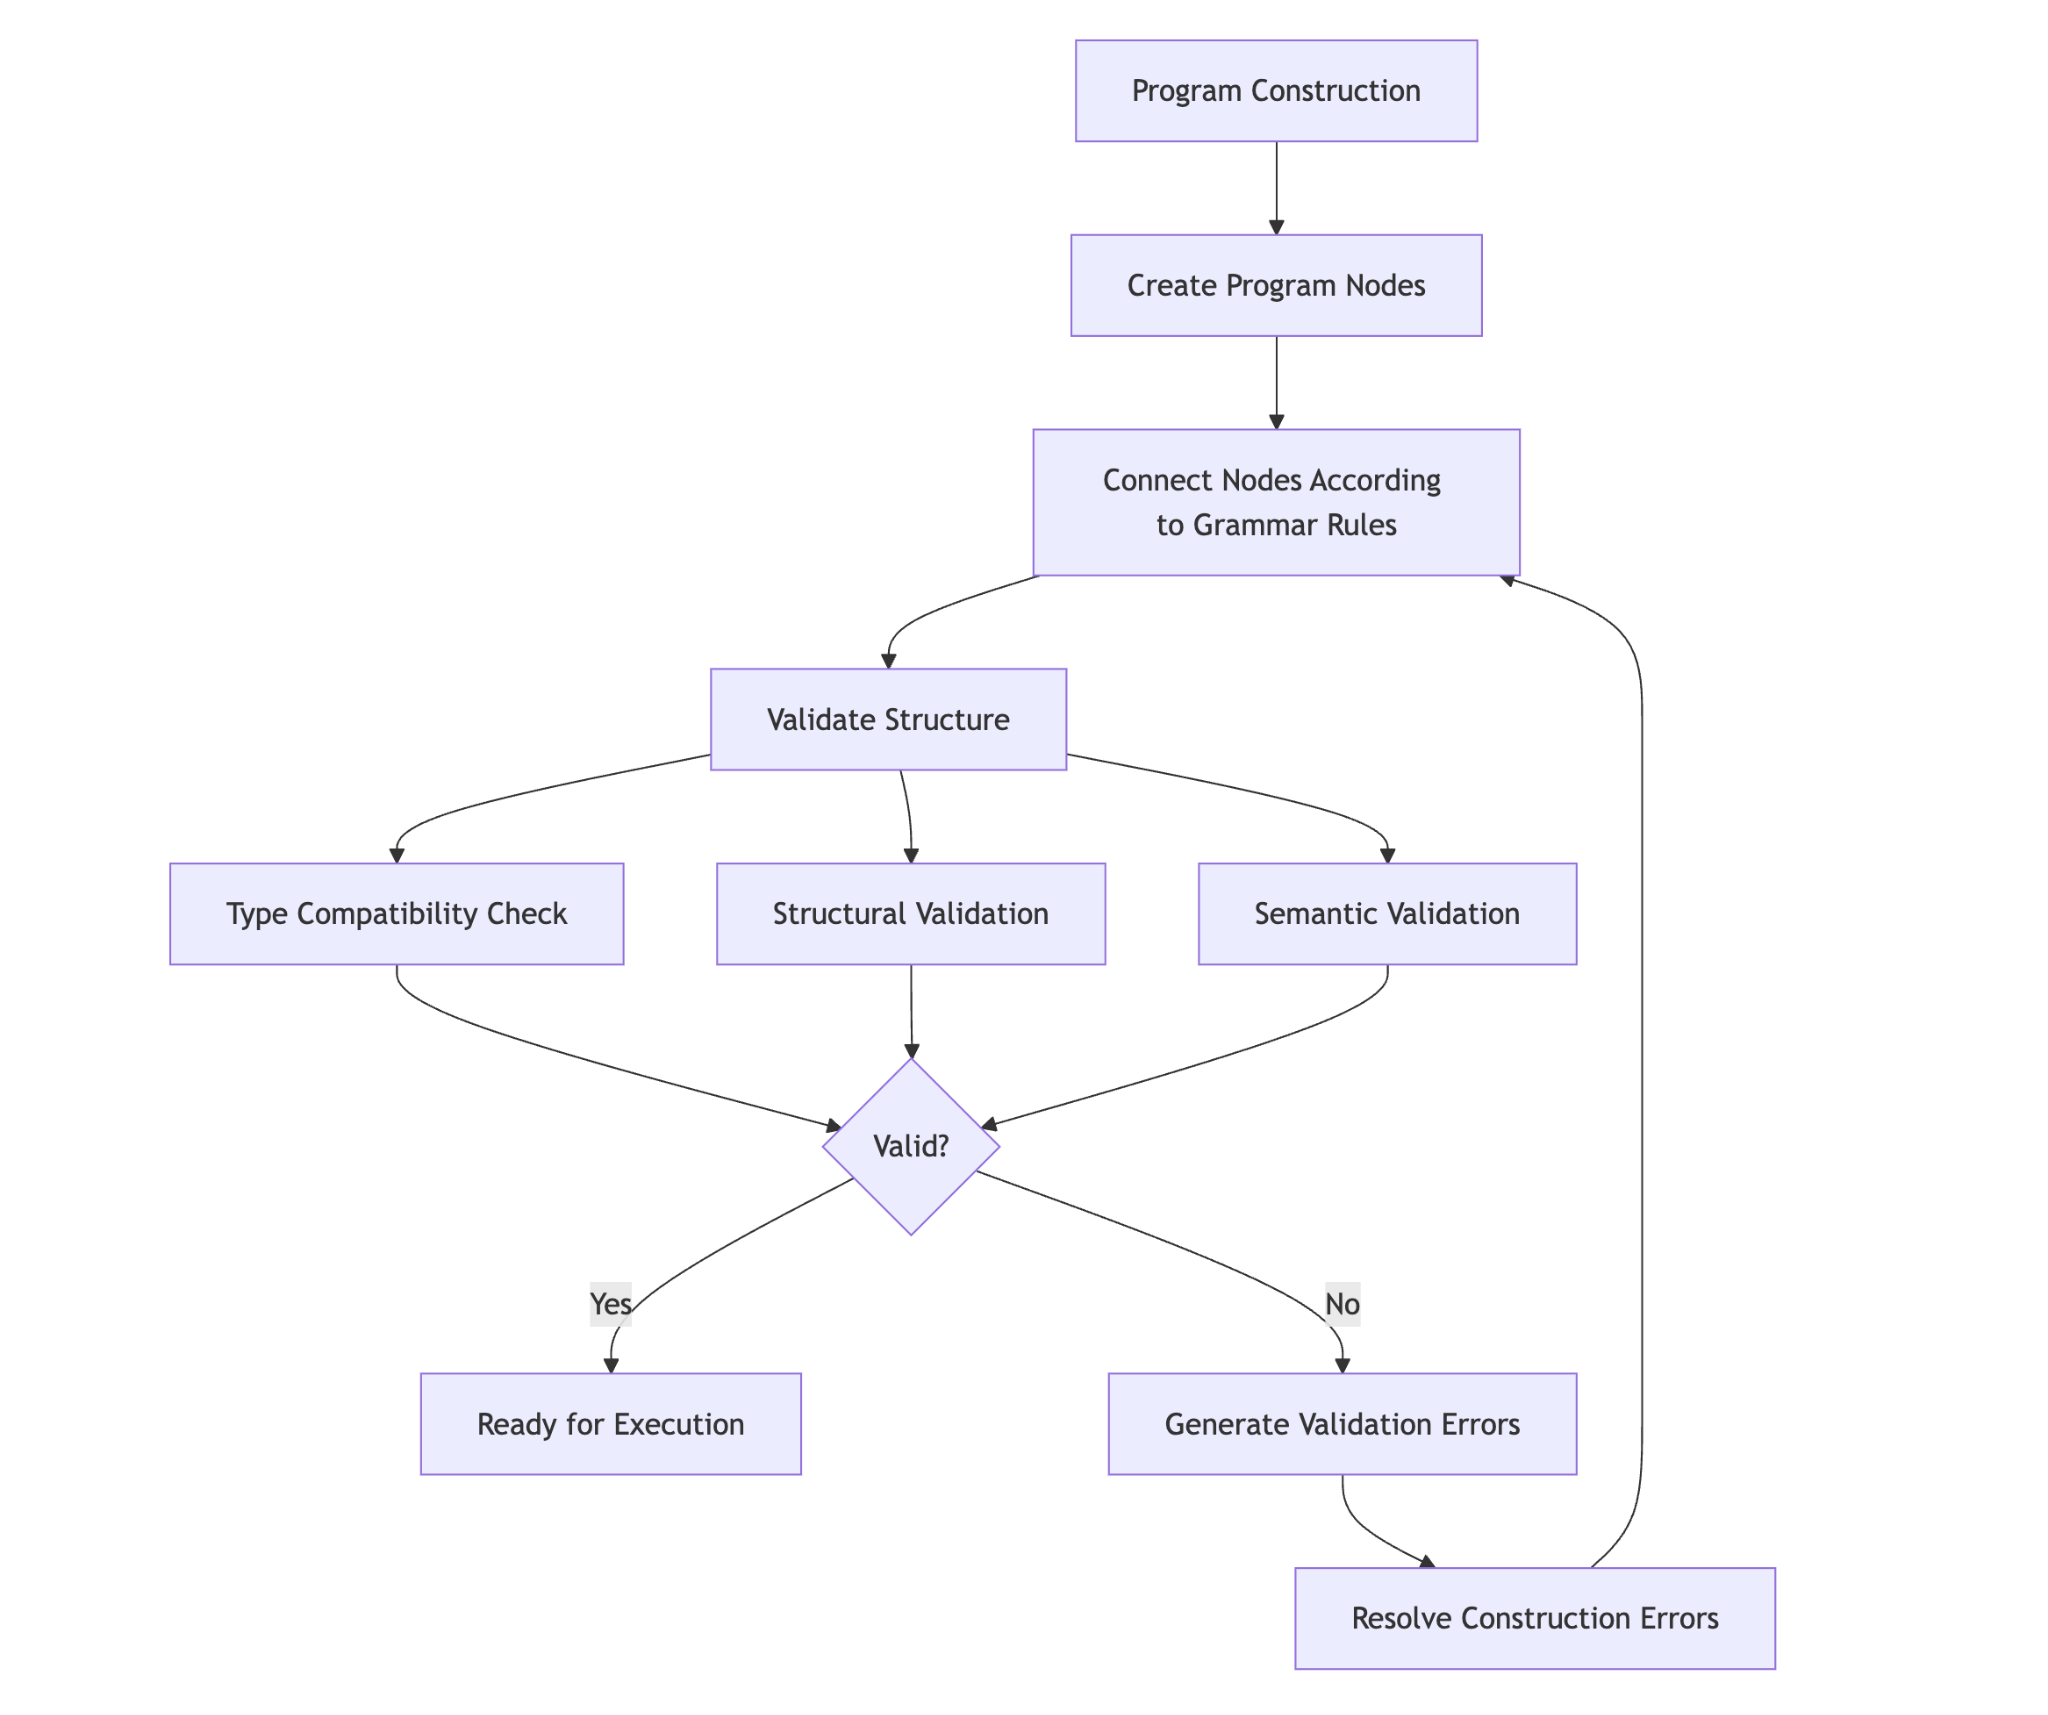 Program Construction
Create Program Nodes
Connect Nodes According
to Grammar Rules
Validate Structure
Type Compatibility Check
Structural Validation
Semantic Validation
Valid?
Yes
No
Ready for Execution
Generate Validation Errors
Resolve Construction Errors